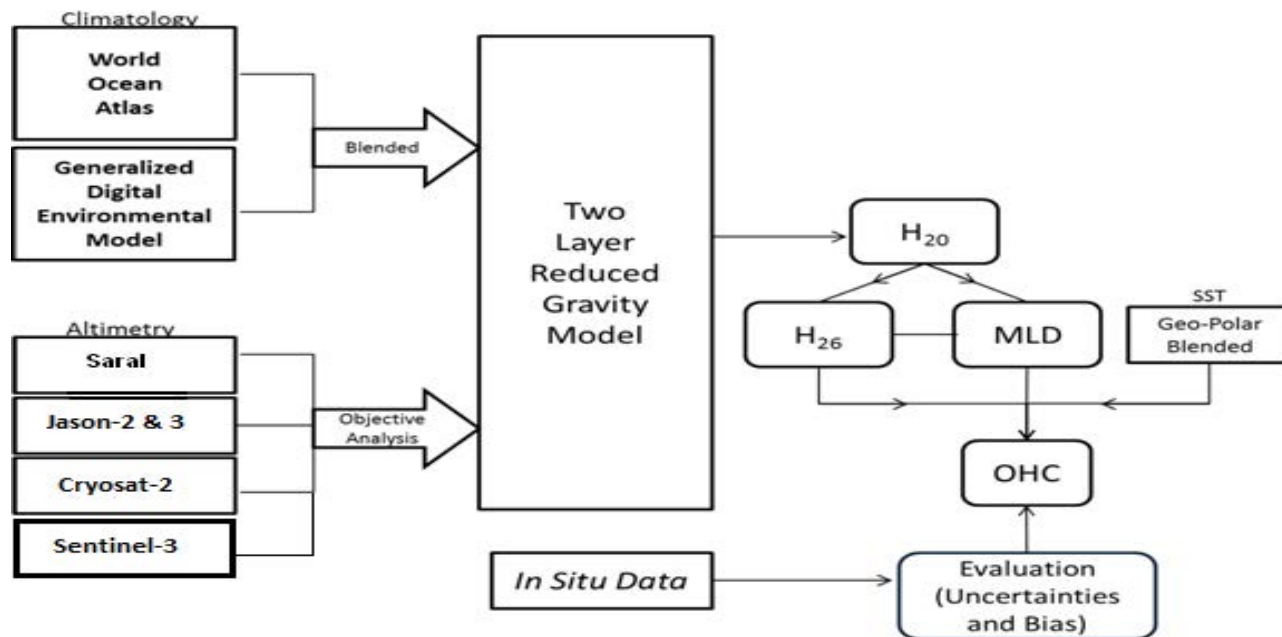 Climatology
World
Ocean
Atlas
Generalized
Digital
Environmental
Model
Blended
Altimetry
Saral
Jason-2 & 3
Cryosat-2
Sentinel-3
Objective
Analysis
Two
Layer
Reduced
Gravity
Model
H20
H26
MLD
SST
Geo-Polar
Blended
OHC
In Situ Data
Evaluation
(Uncertainties
and Bias)